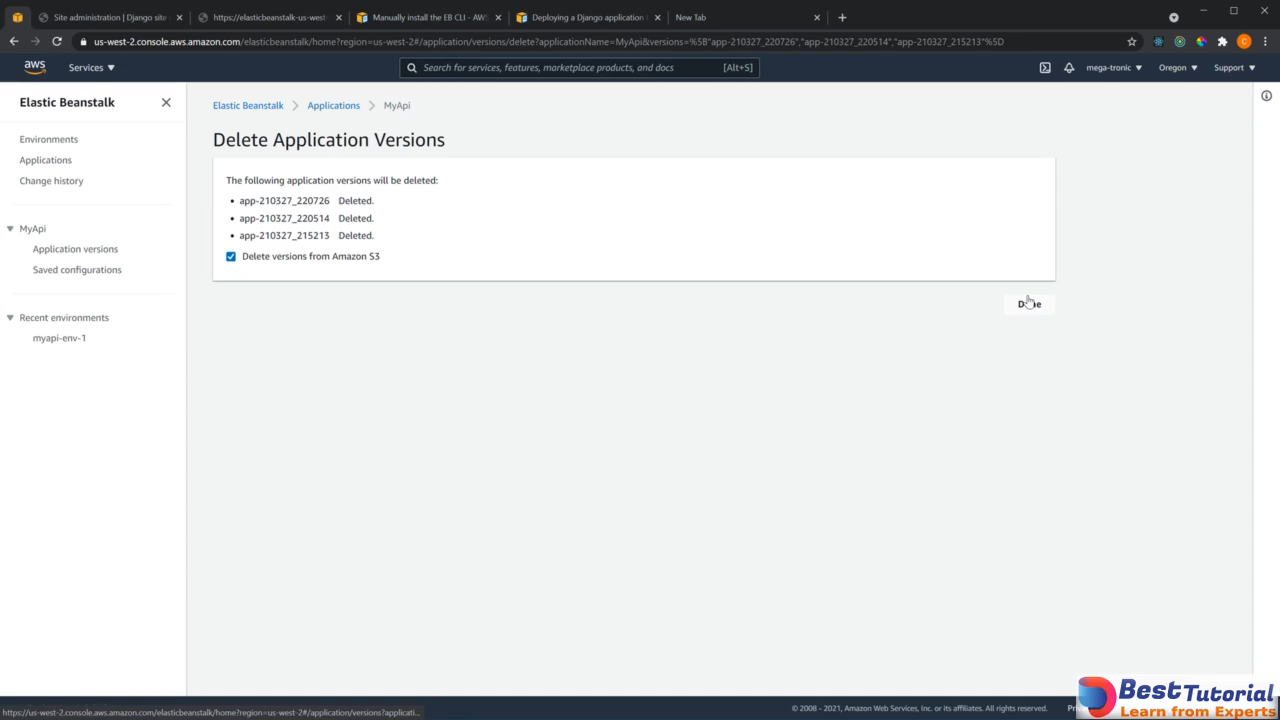 Site administration | Django site
https://elasticbeanstalk-us-west
Manually install the EB CLI - AWS
Deploying a Django application t
New Tab
us-west-2.console.aws.amazon.com/elasticbeanstalk/home?region=us-west-2#/application/versions/delete?applicationName=MyApi&versions=%5B"app-210327_220726","app-210327_220514","app-210327_215213"%5D
aws
Services
Search for services, features, marketplace products, and docs
[Alt+S]
mega-tronic
Oregon
Support
Elastic Beanstalk
Environments
Applications
Change history
MyApi
Application versions
Saved configurations
Recent environments
myapi-env-1
Elastic Beanstalk > Applications > MyApi
Delete Application Versions
The following application versions will be deleted:
• app-210327_220726 Deleted.
• app-210327_220514 Deleted.
• app-210327_215213 Deleted.
Delete versions from Amazon S3
© 2008 - 2021, Amazon Web Services, Inc. or its affiliates. All rights reserved.
https://us-west-2.console.aws.amazon.com/elasticbeanstalk/home?region=us-west-2#/application/versions?applicati...
BestTutorial
Learn from Experts